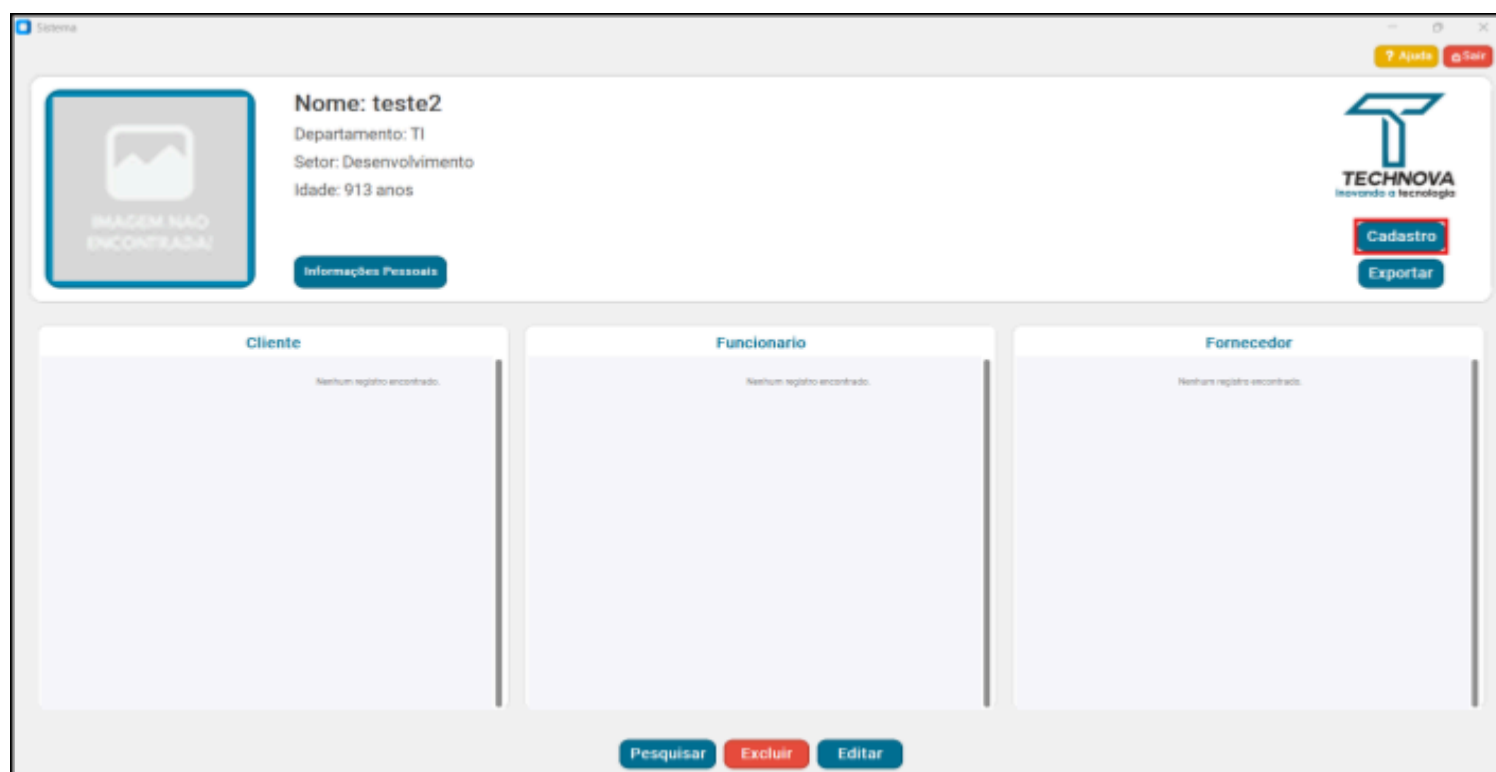 Sistema
? Ajuda
Sair
Nome: teste2
Departamento: TI
Setor: Desenvolvimento
Idade: 913 anos
IMAGEM NAO
ENCONTRADA!
Informações Pessoais
TECHNOVA
Inovando a tecnologia
Cadastro
Exportar
Cliente
Funcionario
Fornecedor
Nenhum registro encontrado.
Nenhum registro encontrado.
Nenhum registro encontrado.
Pesquisar
Excluir
Editar